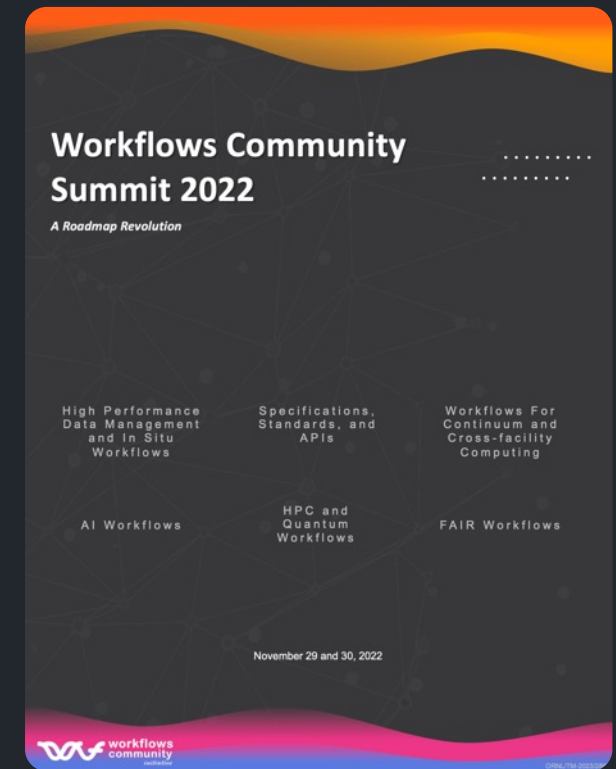 Workflows Community
Summit 2022
A Roadmap Revolution
High Performance
Data Management
and In Situ
Workflows
Specifications,
Standards, and
APIs
Workflows For
Continuum and
Cross-facility
Computing
AI Workflows
HPC and
Quantum
Workflows
FAIR Workflows
November 29 and 30, 2022
workflows
community